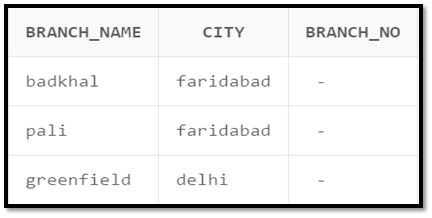 BRANCH_NAME CITY BRANCH_NO
badkhal faridabad -
pali faridabad -
greenfield delhi -